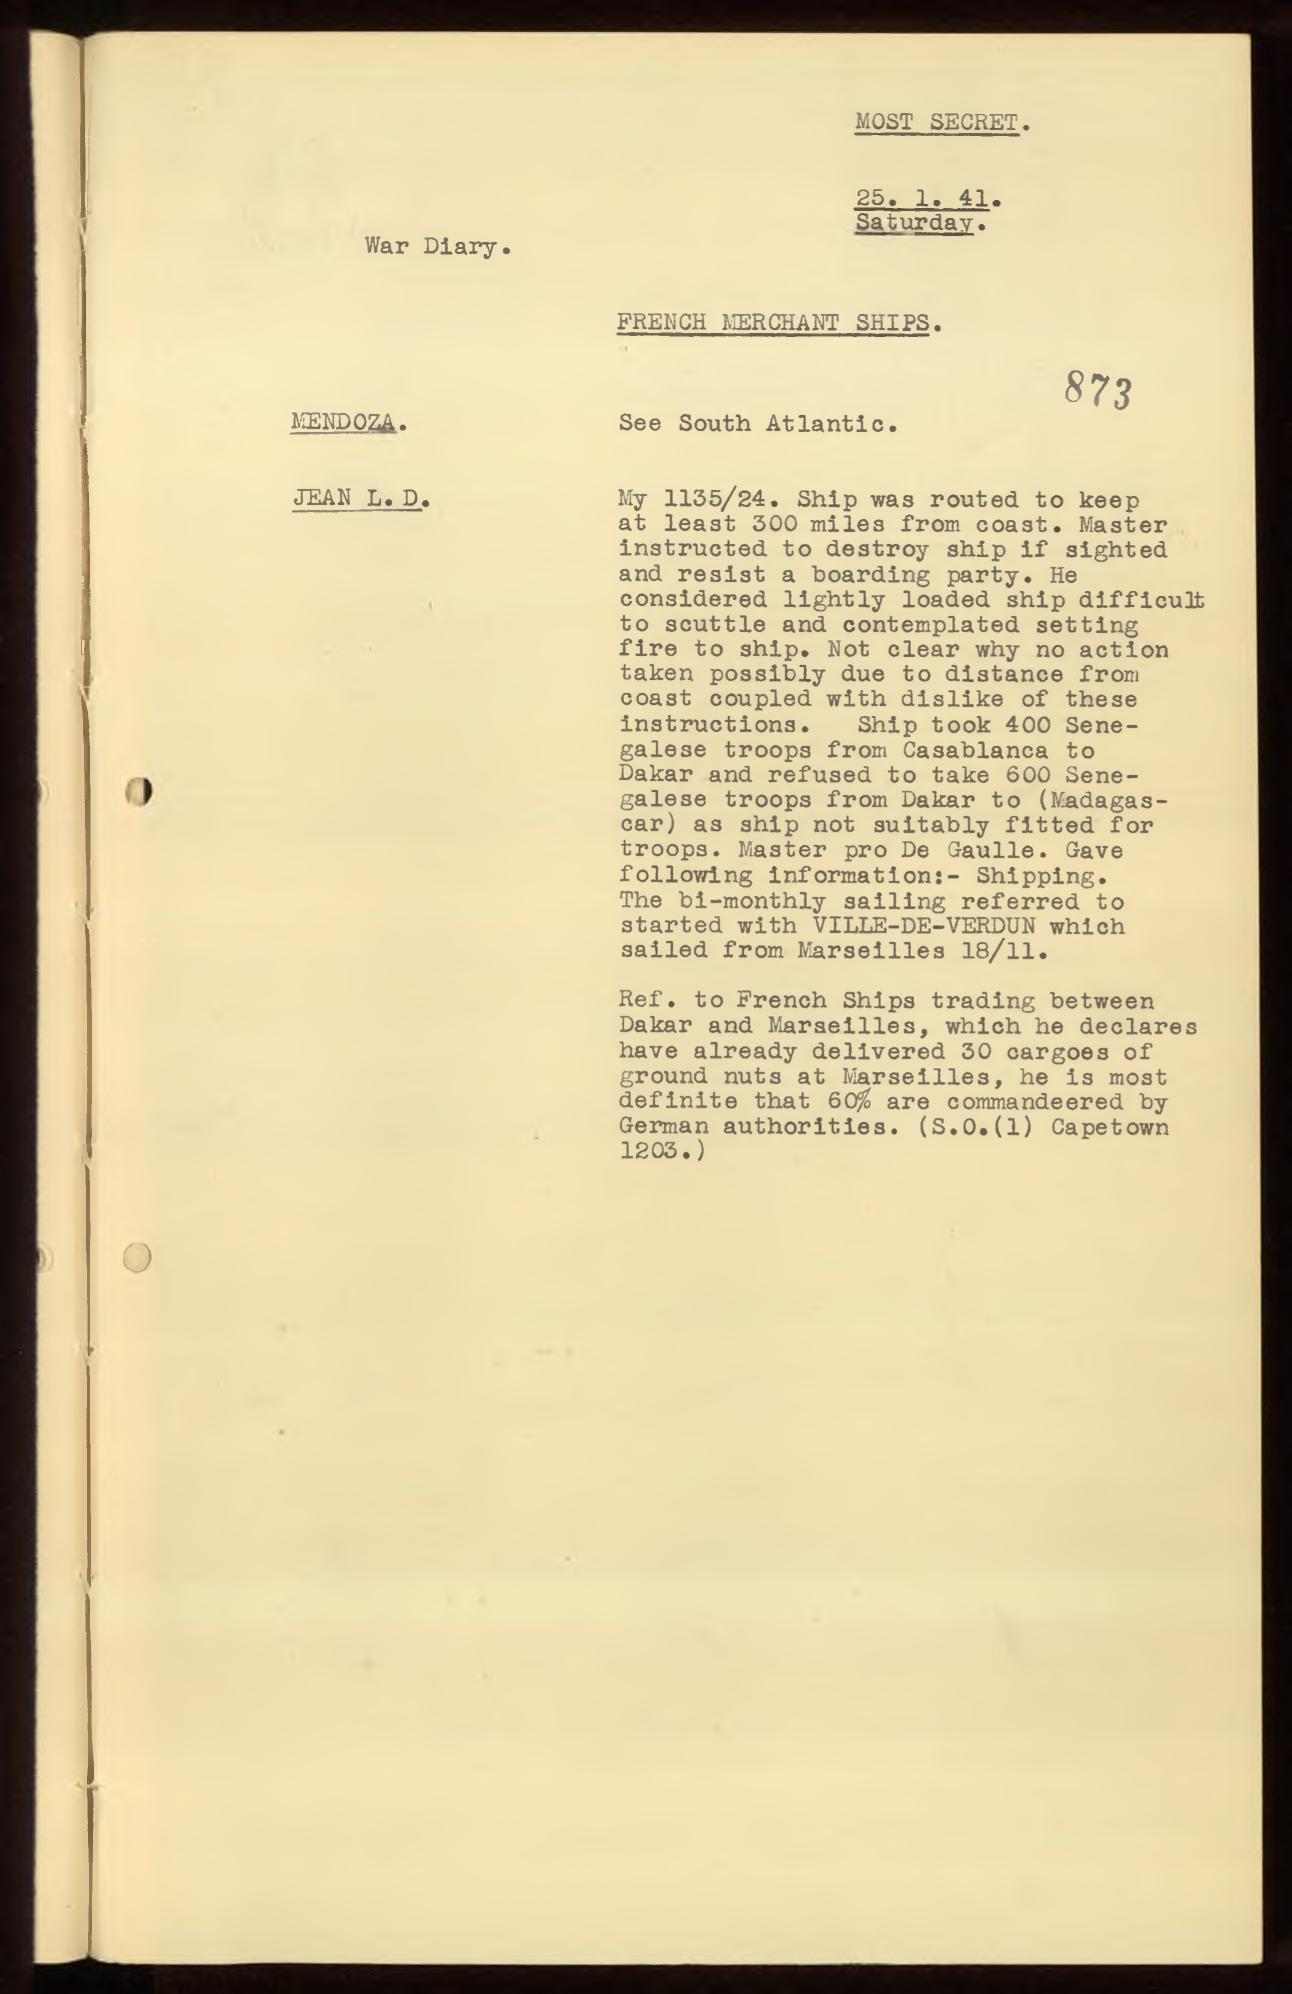 MOST SECRET.
25. 1. 41.
Saturday.
War Diary.
FRENCH MERCHANT SHIPS.
873
MENDOZA. See South Atlantic.
JEAN L. D. My 1135/24. Ship was routed to keep
at least 300 miles from coast. Master
instructed to destroy ship if sighted
and resist a boarding party. He
considered lightly loaded ship difficult
to scuttle and contemplated setting
fire to ship. Not clear why no action
taken possibly due to distance from
coast coupled with dislike of these
instructions. Ship took 400 Sene-
galese troops from Casablanca to
Dakar and refused to take 600 Sene-
galese troops from Dakar to (Madagas-
car) as ship not suitably fitted for
troops. Master pro De Gaulle. Gave
following information:- Shipping.
The bi-monthly sailing referred to
started with VILLE-DE-VERDUN which
sailed from Marseilles 18/11.
Ref. to French Ships trading between
Dakar and Marseilles, which he declares
have already delivered 30 cargoes of
ground nuts at Marseilles, he is most
definite that 60% are commandeered by
German authorities. (S.O.(1) Capetown
1203.)